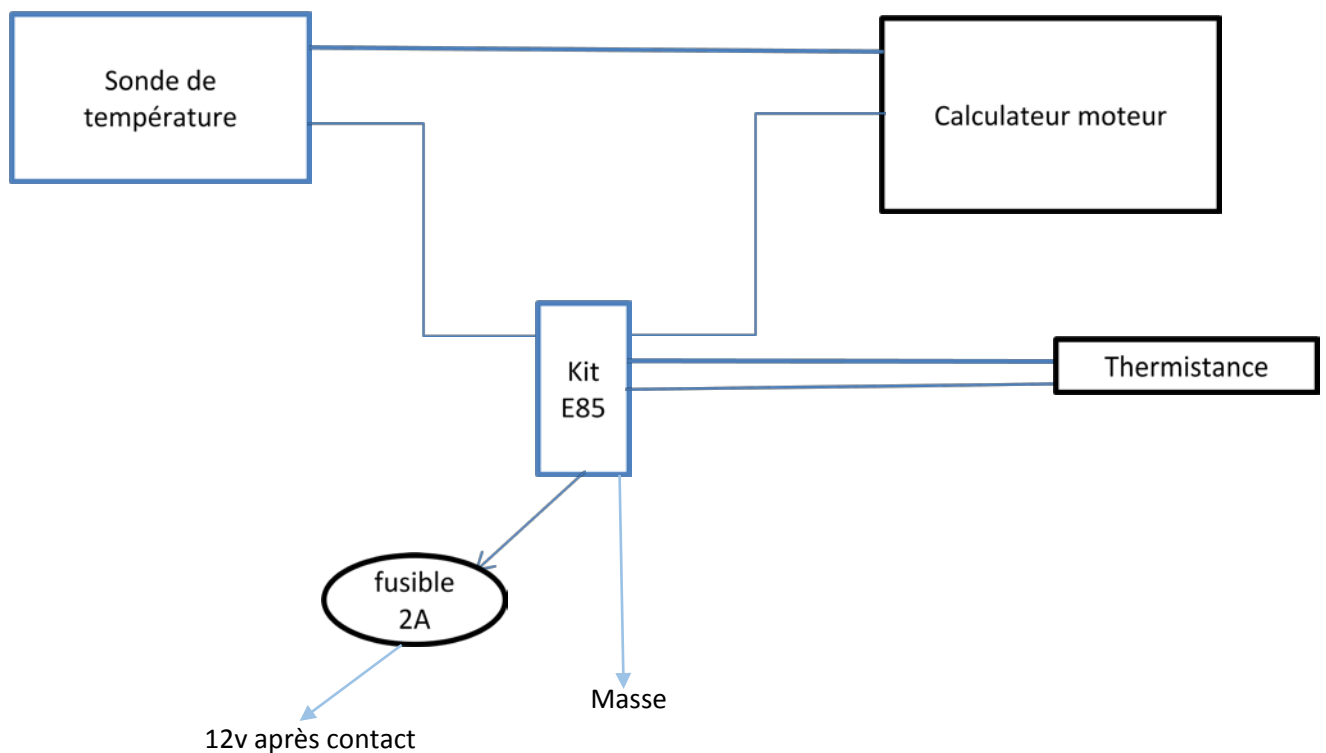 Sonde de
température
Calculateur moteur
Kit
E85
Thermistance
fusible
2A
Masse
12v après contact